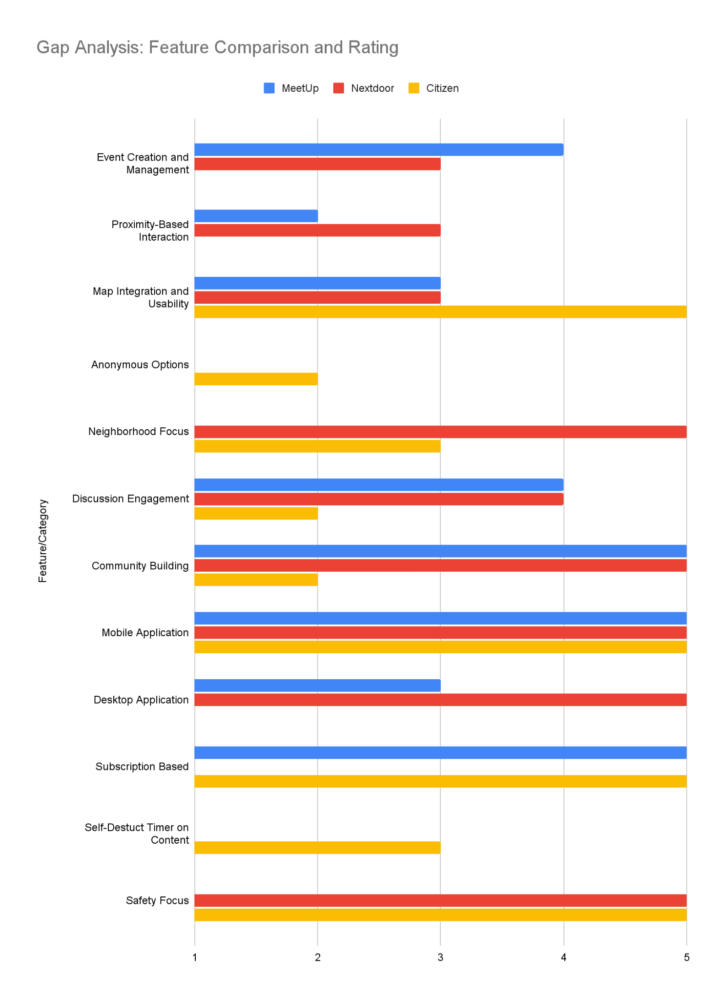 Gap Analysis: Feature Comparison and Rating
MeetUp
Nextdoor
Citizen
Event Creation and
Management
Proximity-Based
Interaction
Map Integration and
Usability
Anonymous Options
Neighborhood Focus
Discussion Engagement
Community Building
Mobile Application
Desktop Application
Subscription Based
Self-Destuct Timer on
Content
Safety Focus
Feature/Category
1
2
3
4
5